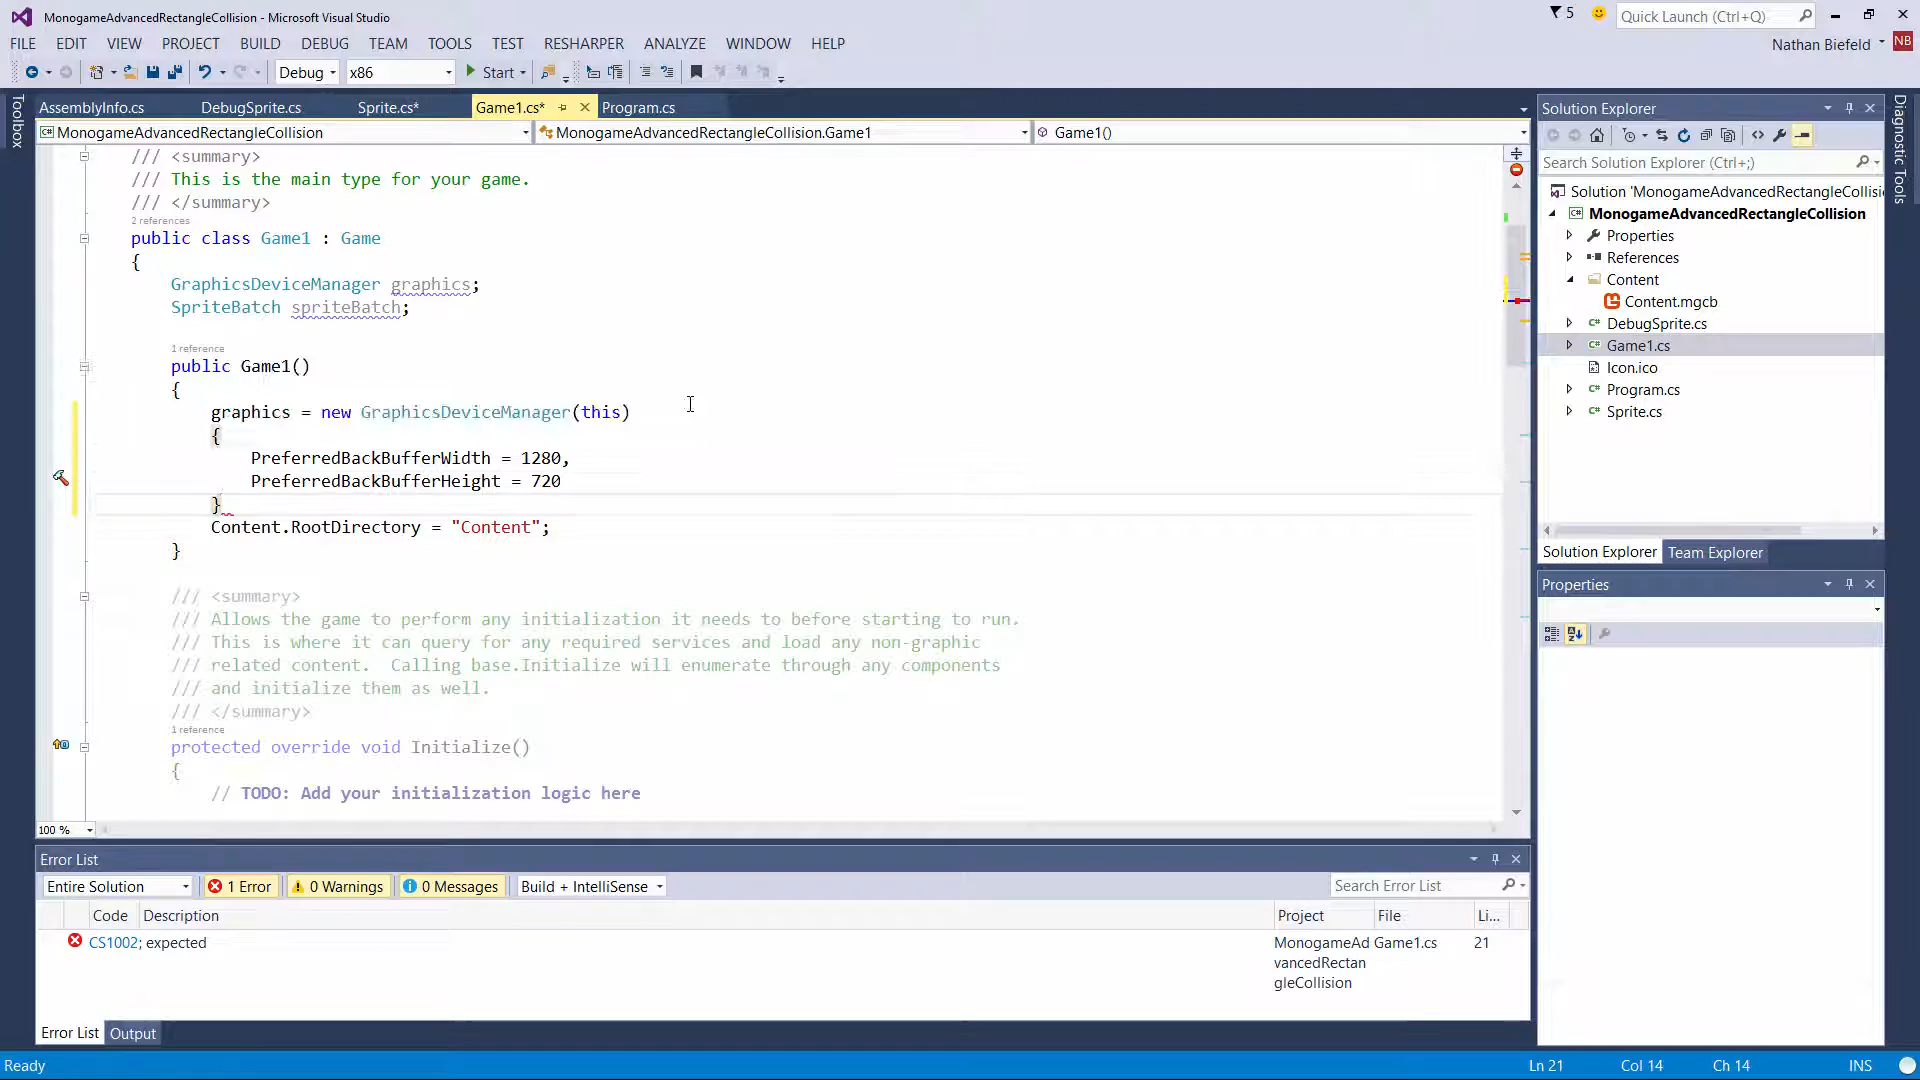 MonogameAdvancedRectangleCollision - Microsoft Visual Studio
5
Quick Launch (Ctrl+Q)
FILE EDIT VIEW PROJECT BUILD DEBUG TEAM TOOLS TEST RESHARPER ANALYZE WINDOW HELP
Nathan Biefeld NB
Debug x86 Start
Toolbox
AssemblyInfo.cs DebugSprite.cs Sprite.cs* Game1.cs* Program.cs
MonogameAdvancedRectangleCollision MonogameAdvancedRectangleCollision.Game1 Game1()
/// <summary>
/// This is the main type for your game.
/// </summary>
2 references
public class Game1 : Game
{
GraphicsDeviceManager graphics;
SpriteBatch spriteBatch;
1 reference
public Game1()
{
graphics = new GraphicsDeviceManager(this)
{
PreferredBackBufferWidth = 1280,
PreferredBackBufferHeight = 720
}
Content.RootDirectory = "Content";
}
/// <summary>
/// Allows the game to perform any initialization it needs to before starting to run.
/// This is where it can query for any required services and load any non-graphic
/// related content.  Calling base.Initialize will enumerate through any components
/// and initialize them as well.
/// </summary>
1 reference
protected override void Initialize()
{
// TODO: Add your initialization logic here
100 %
Error List
Entire Solution 1 Error 0 Warnings 0 Messages Build + IntelliSense Search Error List
Code Description Project File Li...
CS1002 ; expected MonogameAd Game1.cs 21
vancedRectan
gleCollision
Error List Output
Solution Explorer
Search Solution Explorer (Ctrl+;)
Solution 'MonogameAdvancedRectangleCollisi
MonogameAdvancedRectangleCollision
Properties
References
Content
Content.mgcb
DebugSprite.cs
Game1.cs
Icon.ico
Program.cs
Sprite.cs
Solution Explorer Team Explorer
Properties
Diagnostic Tools
Ready Ln 21 Col 14 Ch 14 INS